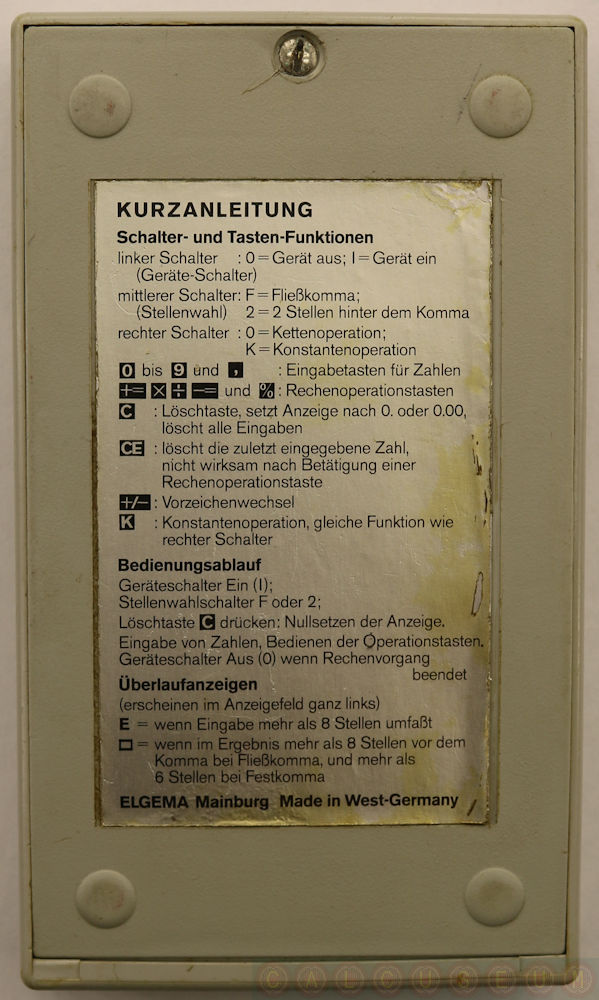 KURZANLEITUNG
Schalter- und Tasten-Funktionen
linker Schalter : 0 = Gerät aus; I = Gerät ein
(Geräte-Schalter)
mittlerer Schalter: F = Fließkomma;
(Stellenwahl) 2 = 2 Stellen hinter dem Komma
rechter Schalter : 0 = Kettenoperation;
K = Konstantenoperation
0 bis 9 und , : Eingabetasten für Zahlen
+= × ÷ -= und % : Rechenoperationstasten
C : Löschtaste, setzt Anzeige nach 0. oder 0.00,
löscht alle Eingaben
CE : löscht die zuletzt eingegebene Zahl,
nicht wirksam nach Betätigung einer
Rechenoperationstaste
+/- : Vorzeichenwechsel
K : Konstantenoperation, gleiche Funktion wie
rechter Schalter
Bedienungsablauf
Geräteschalter Ein (I);
Stellenwahlschalter F oder 2;
Löschtaste C drücken: Nullsetzen der Anzeige.
Eingabe von Zahlen, Bedienen der Operationstasten.
Geräteschalter Aus (0) wenn Rechenvorgang
beendet
Überlaufanzeigen
(erscheinen im Anzeigefeld ganz links)
E = wenn Eingabe mehr als 8 Stellen umfaßt
□ = wenn im Ergebnis mehr als 8 Stellen vor dem
Komma bei Fließkomma, und mehr als
6 Stellen bei Festkomma
ELGEMA Mainburg Made in West-Germany
CALCUSEUM